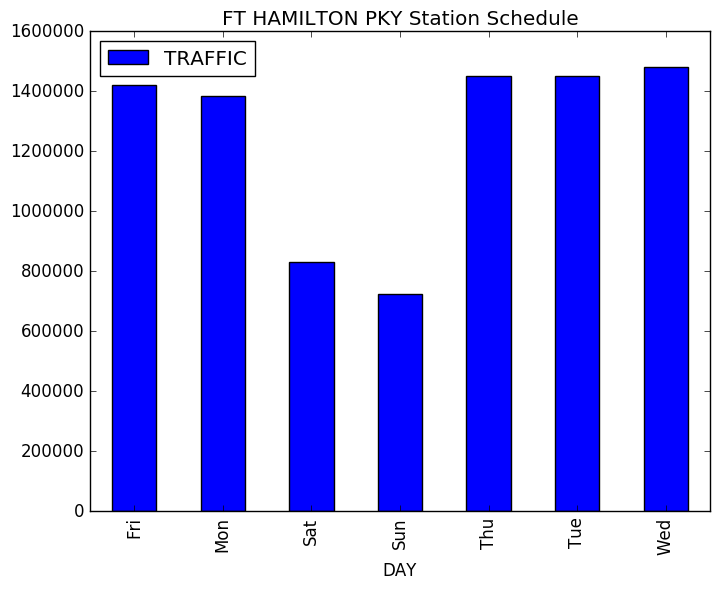 FT HAMILTON PKY Station Schedule
TRAFFIC
1600000
1400000
1200000
1000000
800000
600000
400000
200000
0
Fri
Mon
Sat
Sun
Thu
Tue
Wed
DAY